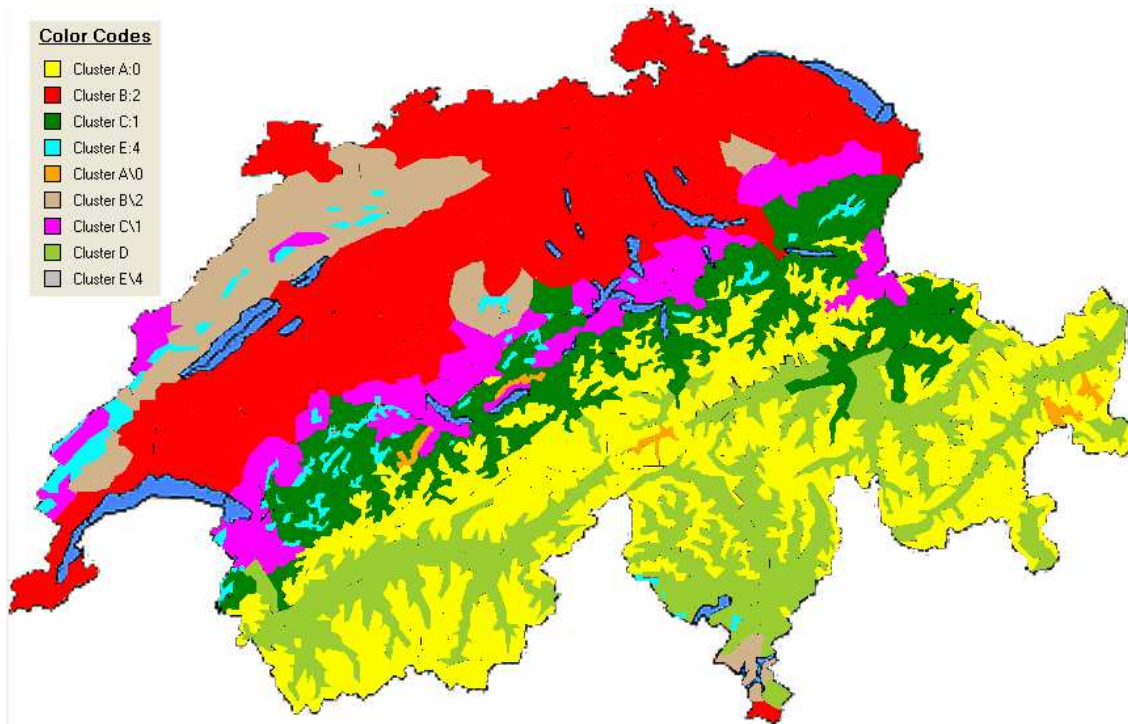 Color Codes
Cluster A:0
Cluster B:2
Cluster C:1
Cluster E:4
Cluster A\0
Cluster B\2
Cluster C\1
Cluster D
Cluster E\4